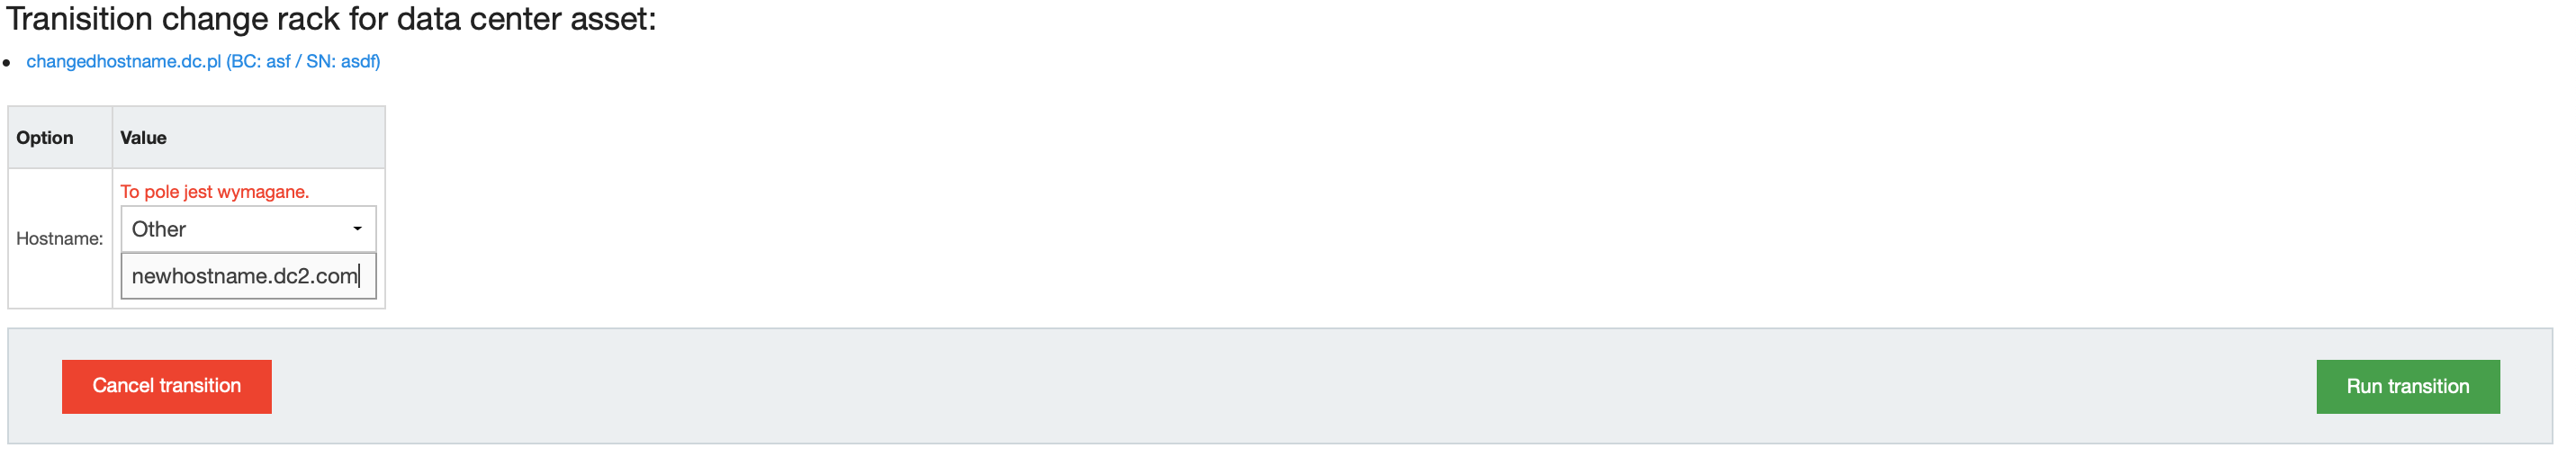 Tranisition change rack for data center asset:
changedhostname.dc.pl (BC: asf / SN: asdf)
Option Value
To pole jest wymagane.
Hostname:
Other
newhostname.dc2.com
Cancel transition Run transition